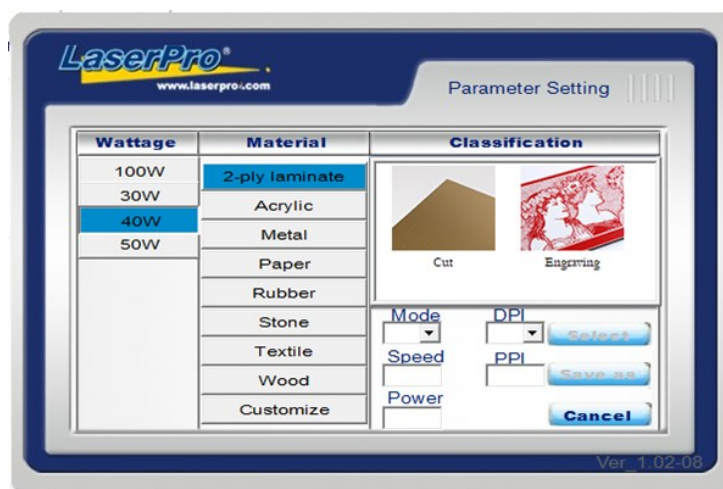 LaserPro®
www.laserpro.com
Parameter Setting
Wattage Material Classification
100W
30W
40W
50W
2-ply laminate
Acrylic
Metal
Paper
Rubber
Stone
Textile
Wood
Customize
Cut Engraving
Mode DPI
Select
Speed PPI
Save as
Power
Cancel
Ver_1.02-08